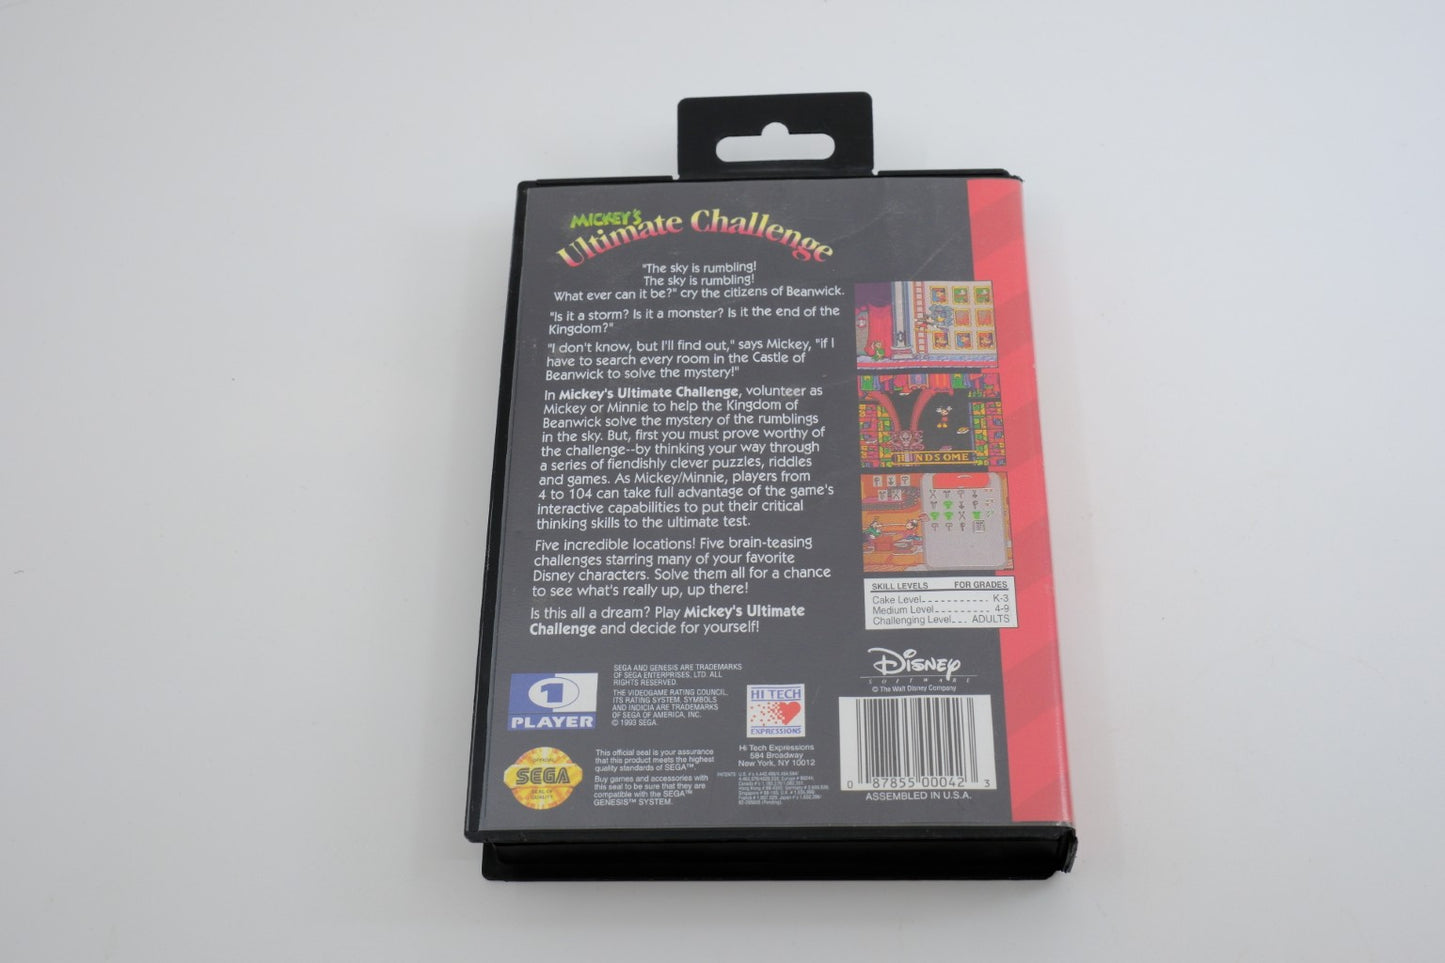 MICKEY'S
Ultimate Challenge
"The sky is rumbling!
The sky is rumbling!
What ever can it be?" cry the citizens of Beanwick.
"Is it a storm? Is it a monster? Is it the end of the
Kingdom?"
"I don't know, but I'll find out," says Mickey, "if I
have to search every room in the Castle of
Beanwick to solve the mystery!"
In Mickey's Ultimate Challenge, volunteer as
Mickey or Minnie to help the Kingdom of
Beanwick solve the mystery of the rumblings
in the sky. But, first you must prove worthy of
the challenge--by thinking your way through
a series of fiendishly clever puzzles, riddles
and games. As Mickey/Minnie, players from
4 to 104 can take full advantage of the game's
interactive capabilities to put their critical
thinking skills to the ultimate test.
Five incredible locations! Five brain-teasing
challenges starring many of your favorite
Disney characters. Solve them all for a chance
to see what's really up, up there!
Is this all a dream? Play Mickey's Ultimate
Challenge and decide for yourself!
H NDSOME
SKILL LEVELS FOR GRADES
Cake Level K-3
Medium Level 4-9
Challenging Level ADULTS
1
PLAYER
SEGA AND GENESIS ARE TRADEMARKS
OF SEGA ENTERPRISES, LTD. ALL
RIGHTS RESERVED.
THE VIDEOGAME RATING COUNCIL,
ITS RATING SYSTEM, SYMBOLS
AND INDICIA ARE TRADEMARKS
OF SEGA OF AMERICA, INC.
© 1993 SEGA.
HI TECH
EXPRESSIONS
Hi Tech Expressions
584 Broadway
New York, NY 10012
Disney
SOFTWARE
© The Walt Disney Company
OFFICIAL
SEGA
SEAL OF
QUALITY
This official seal is your assurance
that this product meets the highest
quality standards of SEGA™.
Buy games and accessories with
this seal to be sure that they are
compatible with the SEGA™
GENESIS™ SYSTEM.
PATENTS:
0 87855 00042 3
ASSEMBLED IN U.S.A.